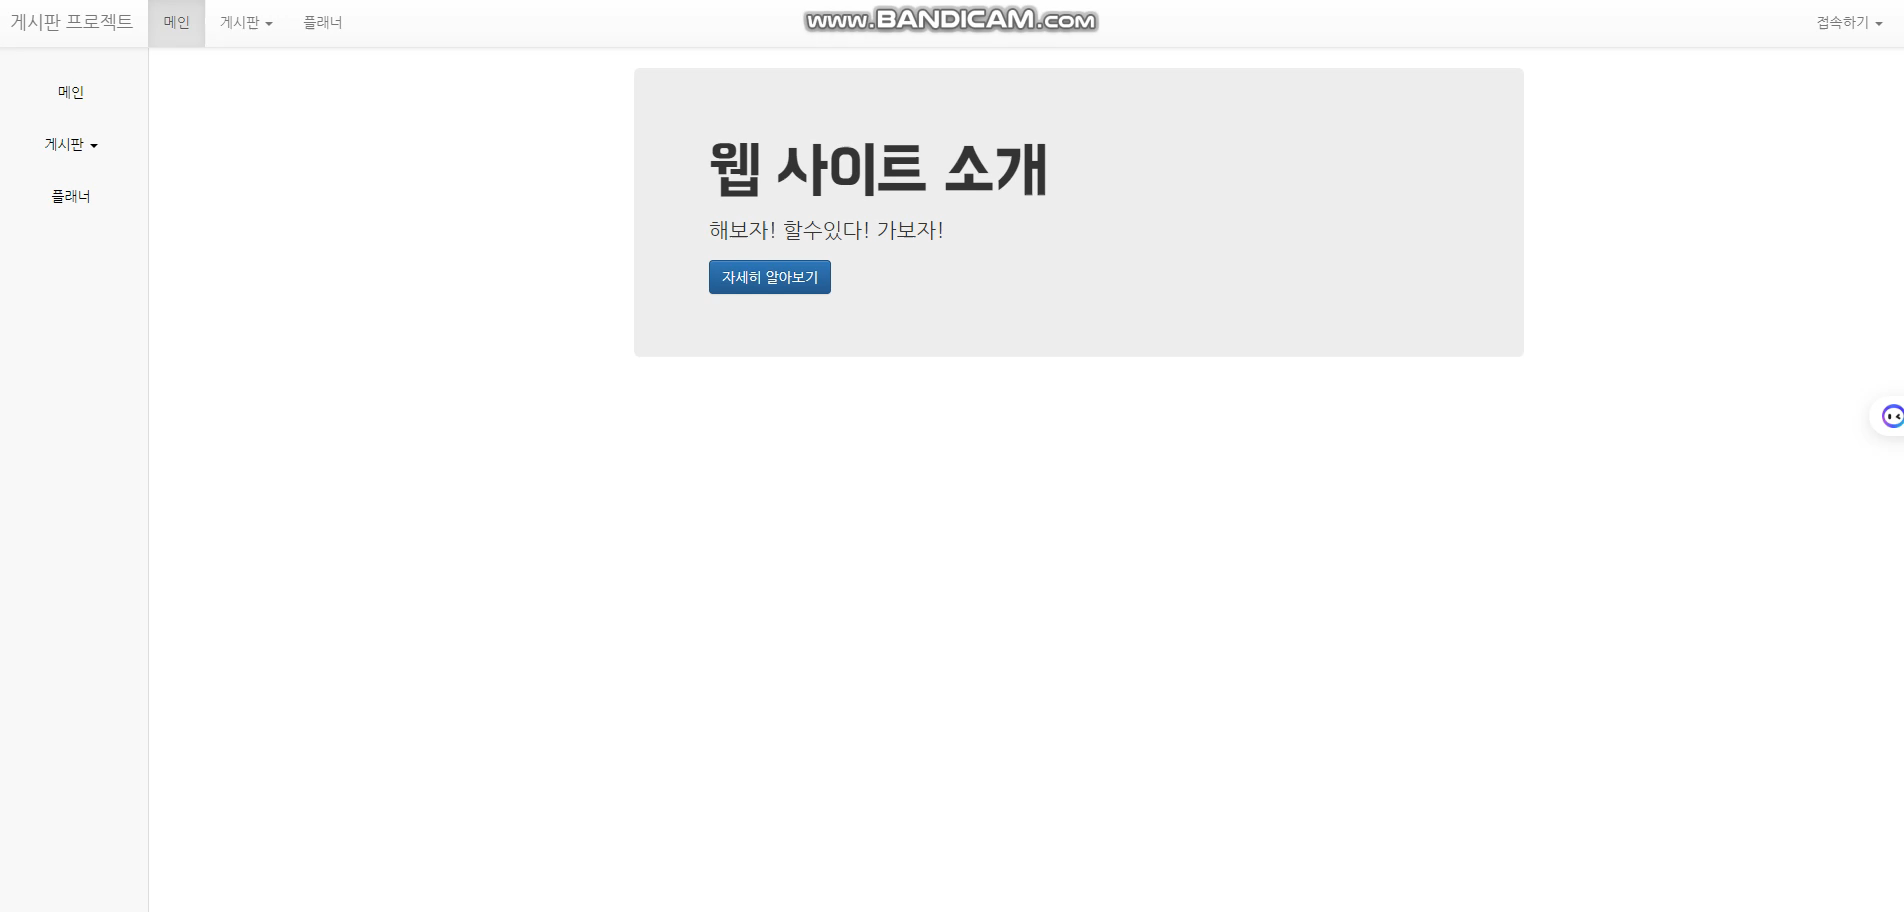 게시판 프로젝트
메인
게시판
플래너
www.BANDICAM.com
접속하기
메인
게시판
플래너
웹 사이트 소개
해보자! 할수있다! 가보자!
자세히 알아보기